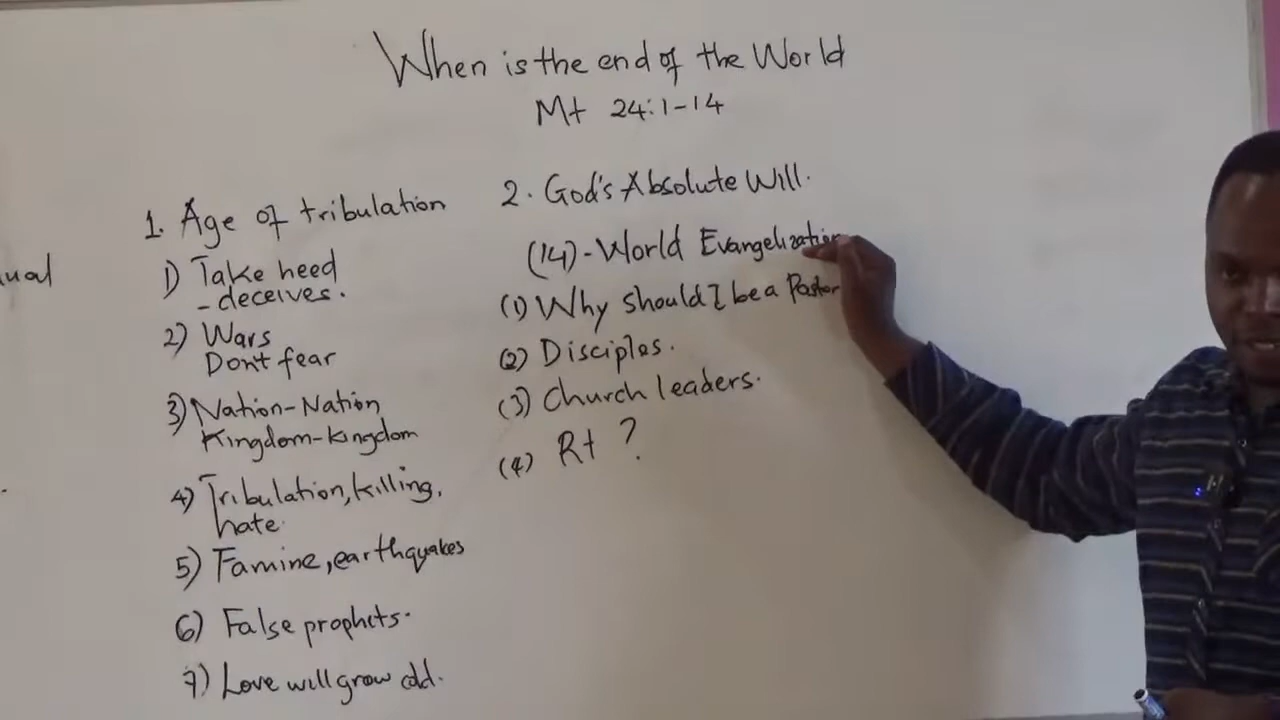 When is the end of the World
Mt 24:1-14
ual
1. Age of tribulation
1) Take heed
- deceives.
2) Wars
Don't fear
3) Nation-Nation
Kingdom-kingdom
4) Tribulation, killing,
hate.
5) Famine, earthquakes
6) False prophets.
7) Love will grow cold.
2. God's Absolute Will.
(14) - World Evangelization
(1) Why should I be a Pastor
(2) Disciples.
(3) Church leaders.
(4) Rt ?